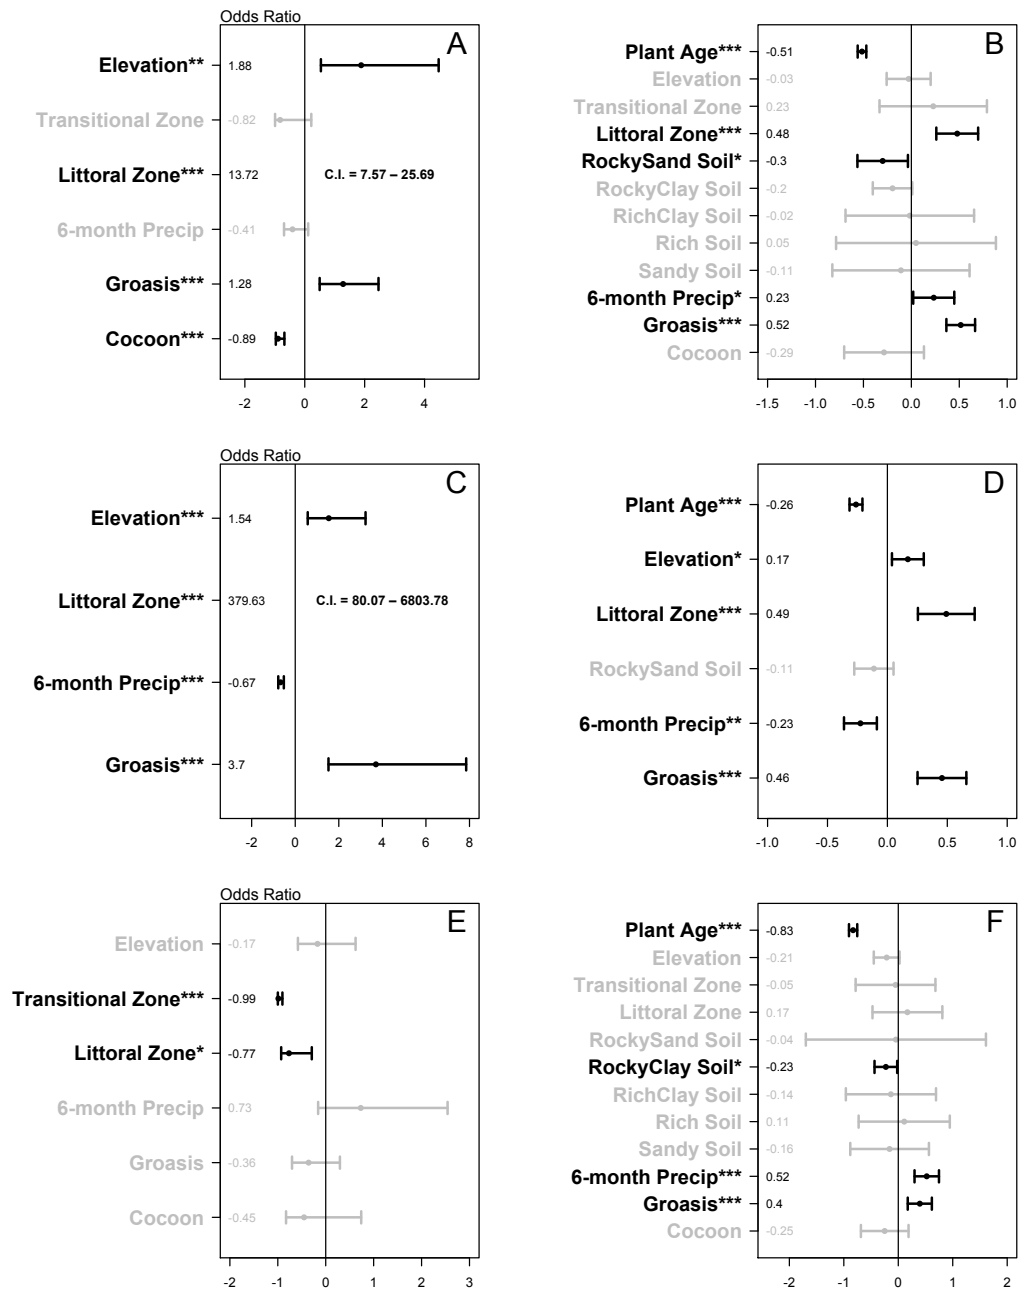 Odds Ratio
A
Elevation** 1.88
Transitional Zone -0.82
Littoral Zone*** 13.72 C.I. = 7.57 – 25.69
6-month Precip -0.41
Groasis*** 1.28
Cocoon*** -0.89
-2 0 2 4
B
Plant Age*** -0.51
Elevation -0.03
Transitional Zone 0.23
Littoral Zone*** 0.48
RockySand Soil* -0.3
RockyClay Soil -0.2
RichClay Soil -0.02
Rich Soil 0.05
Sandy Soil -0.11
6-month Precip* 0.23
Groasis*** 0.52
Cocoon -0.29
-1.5 -1.0 -0.5 0.0 0.5 1.0
Odds Ratio
C
Elevation*** 1.54
Littoral Zone*** 379.63 C.I. = 80.07 – 6803.78
6-month Precip*** -0.67
Groasis*** 3.7
-2 0 2 4 6 8
D
Plant Age*** -0.26
Elevation* 0.17
Littoral Zone*** 0.49
RockySand Soil -0.11
6-month Precip** -0.23
Groasis*** 0.46
-1.0 -0.5 0.0 0.5 1.0
Odds Ratio
E
Elevation -0.17
Transitional Zone*** -0.99
Littoral Zone* -0.77
6-month Precip 0.73
Groasis -0.36
Cocoon -0.45
-2 -1 0 1 2 3
F
Plant Age*** -0.83
Elevation -0.21
Transitional Zone -0.05
Littoral Zone 0.17
RockySand Soil -0.04
RockyClay Soil* -0.23
RichClay Soil -0.14
Rich Soil 0.11
Sandy Soil -0.16
6-month Precip*** 0.52
Groasis*** 0.4
Cocoon -0.25
-2 -1 0 1 2